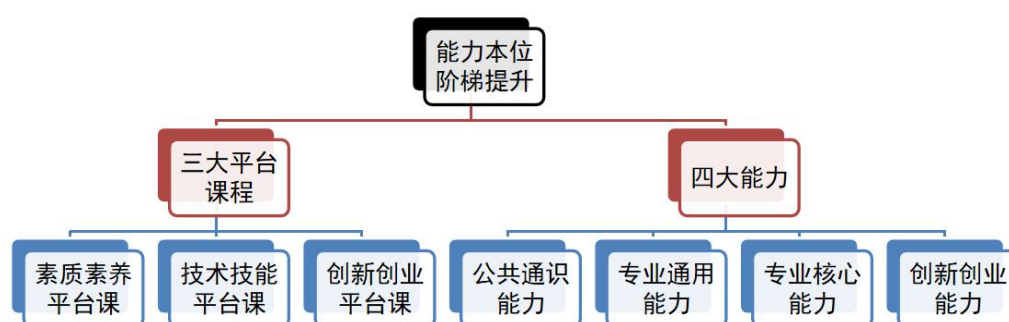 能力本位
阶梯提升
三大平台
课程
四大能力
素质素养
平台课
技术技能
平台课
创新创业
平台课
公共通识
能力
专业通用
能力
专业核心
能力
创新创业
能力